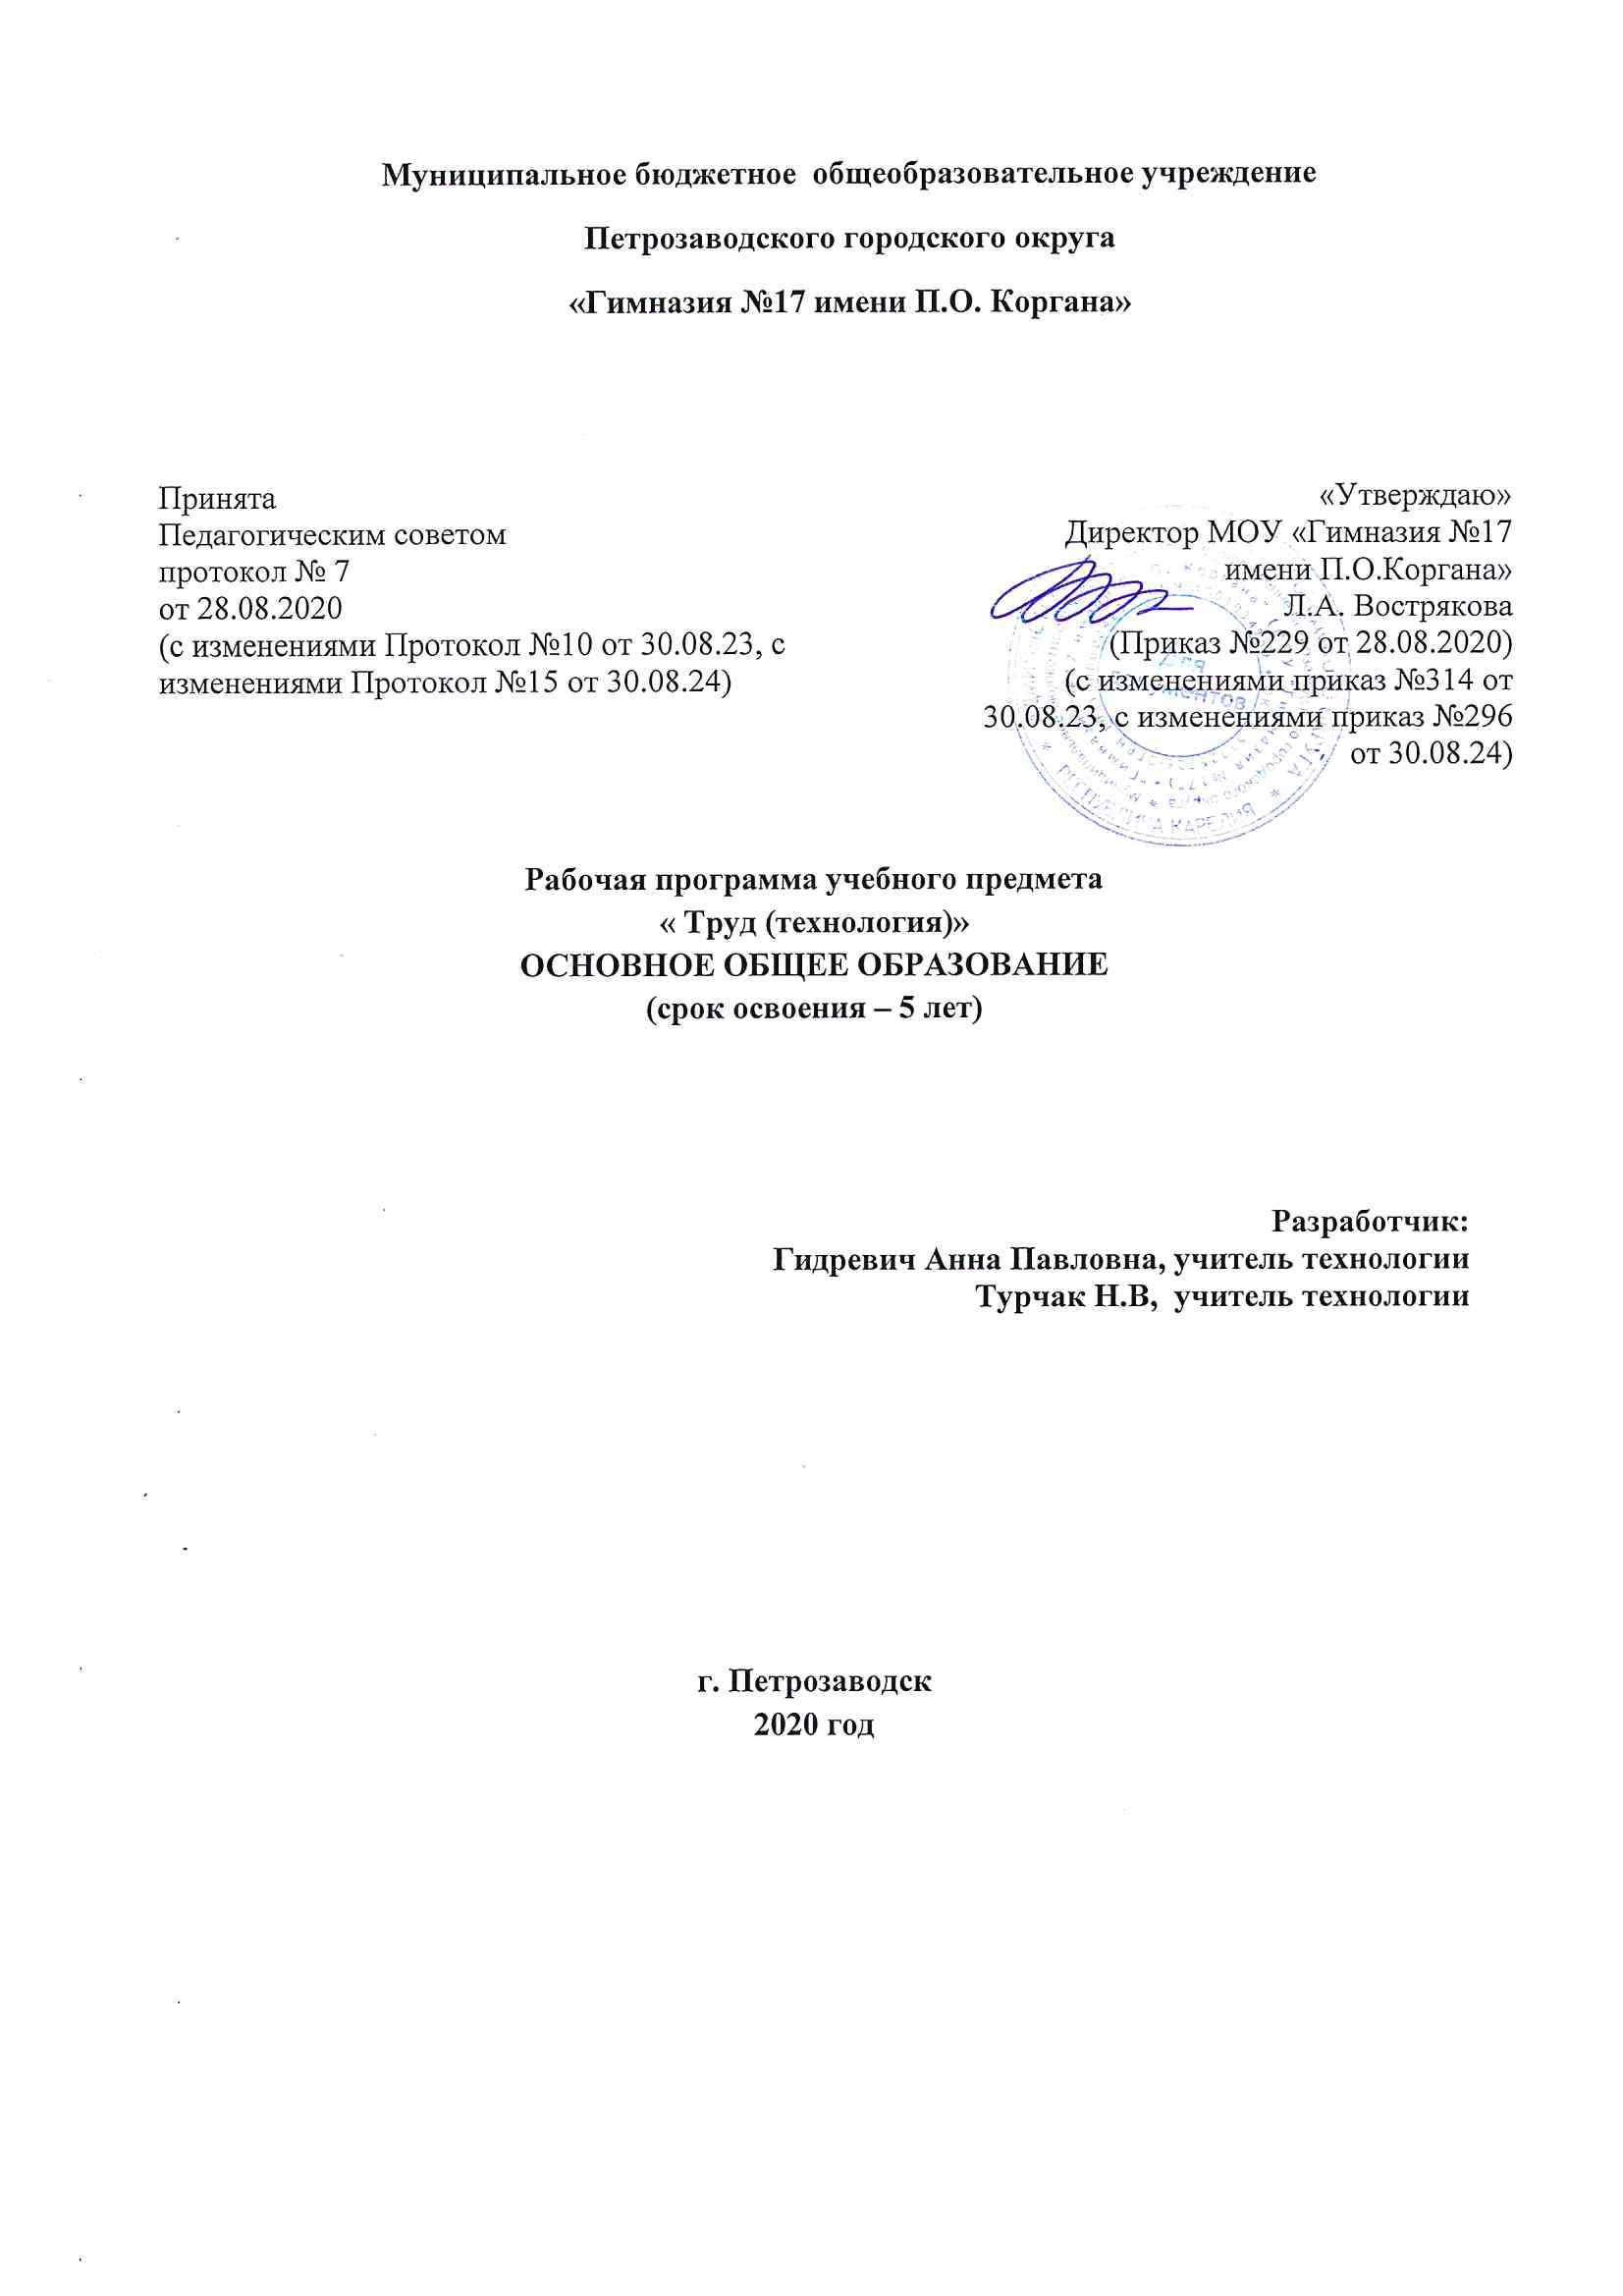 Муниципальное бюджетное  общеобразовательное учреждение
Петрозаводского городского округа
«Гимназия №17 имени П.О. Коргана»
Принята
Педагогическим советом
протокол № 7
от 28.08.2020
(с изменениями Протокол №10 от 30.08.23, с
изменениями Протокол №15 от 30.08.24)
«Утверждаю»
Директор МОУ «Гимназия №17
имени П.О.Коргана»
Л.А. Вострякова
(Приказ №229 от 28.08.2020)
(с изменениями приказ №314 от
30.08.23, с изменениями приказ №296
от 30.08.24)
Для
РЕСПУБЛИКА КАРЕЛИЯ
Рабочая программа учебного предмета
« Труд (технология)»
ОСНОВНОЕ ОБЩЕЕ ОБРАЗОВАНИЕ
(срок освоения – 5 лет)
Разработчик:
Гидревич Анна Павловна, учитель технологии
Турчак Н.В,  учитель технологии
г. Петрозаводск
2020 год